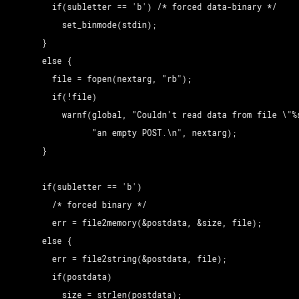 if(subletter == 'b') /* forced data-binary */
set_binmode(stdin);
}
else {
file = fopen(nextarg, "rb");
if(!file)
warnf(global, "Couldn't read data from file \"%s
"an empty POST.\n", nextarg);
}
if(subletter == 'b')
/* forced binary */
err = file2memory(&postdata, &size, file);
else {
err = file2string(&postdata, file);
if(postdata)
size = strlen(postdata);